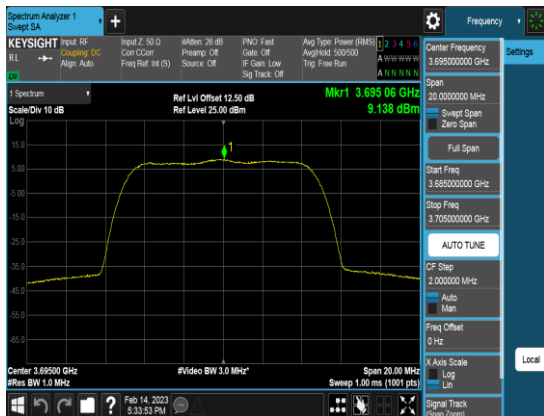 Spectrum Analyzer 1
Swept SA
+
Frequency
KEYSIGHT
RL
Input: RF
Coupling: DC
Align: Auto
Input Z: 50 Ω
Corr CCorr
Freq Ref: Int (S)
#Atten: 26 dB
Preamp: Off
Source: Off
PNO: Fast
Gate: Off
IF Gain: Low
Sig Track: Off
Avg Type: Power (RMS)
Avg|Hold: 500/500
Trig: Free Run
1 2 3 4 5 6
A W W W W W
A N N N N N
1 Spectrum
Scale/Div 10 dB
Ref Lvl Offset 12.50 dB
Ref Level 25.00 dBm
Mkr1 3.695 06 GHz
9.138 dBm
Log
15.0
5.00
-5.00
-15.0
-25.0
-35.0
-45.0
-55.0
-65.0
1
Center 3.69500 GHz
#Res BW 1.0 MHz
#Video BW 3.0 MHz*
Span 20.00 MHz
Sweep 1.00 ms (1001 pts)
Center Frequency
3.695000000 GHz
Span
20.0000000 MHz
Swept Span
Zero Span
Full Span
Start Freq
3.685000000 GHz
Stop Freq
3.705000000 GHz
AUTO TUNE
CF Step
2.000000 MHz
Auto
Man
Freq Offset
0 Hz
X Axis Scale
Log
Lin
Signal Track
(Span Zoom)
Settings
Local
?
Feb 14, 2023
5:33:53 PM